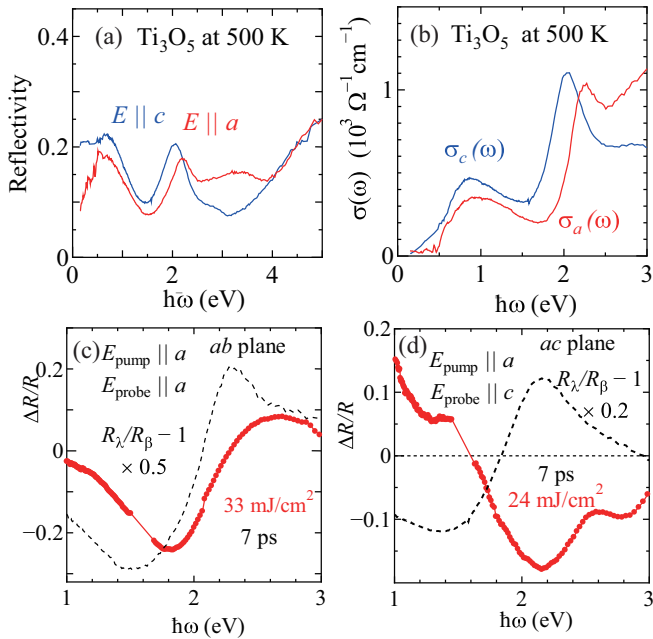 (a) Ti₃O₅ at 500 K
E || c E || a
Reflectivity
0.4
0.2
0
0 2 4
ħω (eV)
(b) Ti₃O₅ at 500 K
σc(ω)
σa(ω)
σ(ω) (10³ Ω⁻¹cm⁻¹)
1
0
0 1 2 3
ħω (eV)
(c) Epump || a ab plane
Eprobe || a
Rλ/Rβ − 1
× 0.5
33 mJ/cm²
7 ps
ΔR/R
0.2
0
−0.2
1 2 3
ħω (eV)
(d) Epump || a ac plane
Eprobe || c
Rλ/Rβ − 1
× 0.2
7 ps
24 mJ/cm²
ΔR/R
0.2
0.1
0
−0.1
1 2 3
ħω (eV)